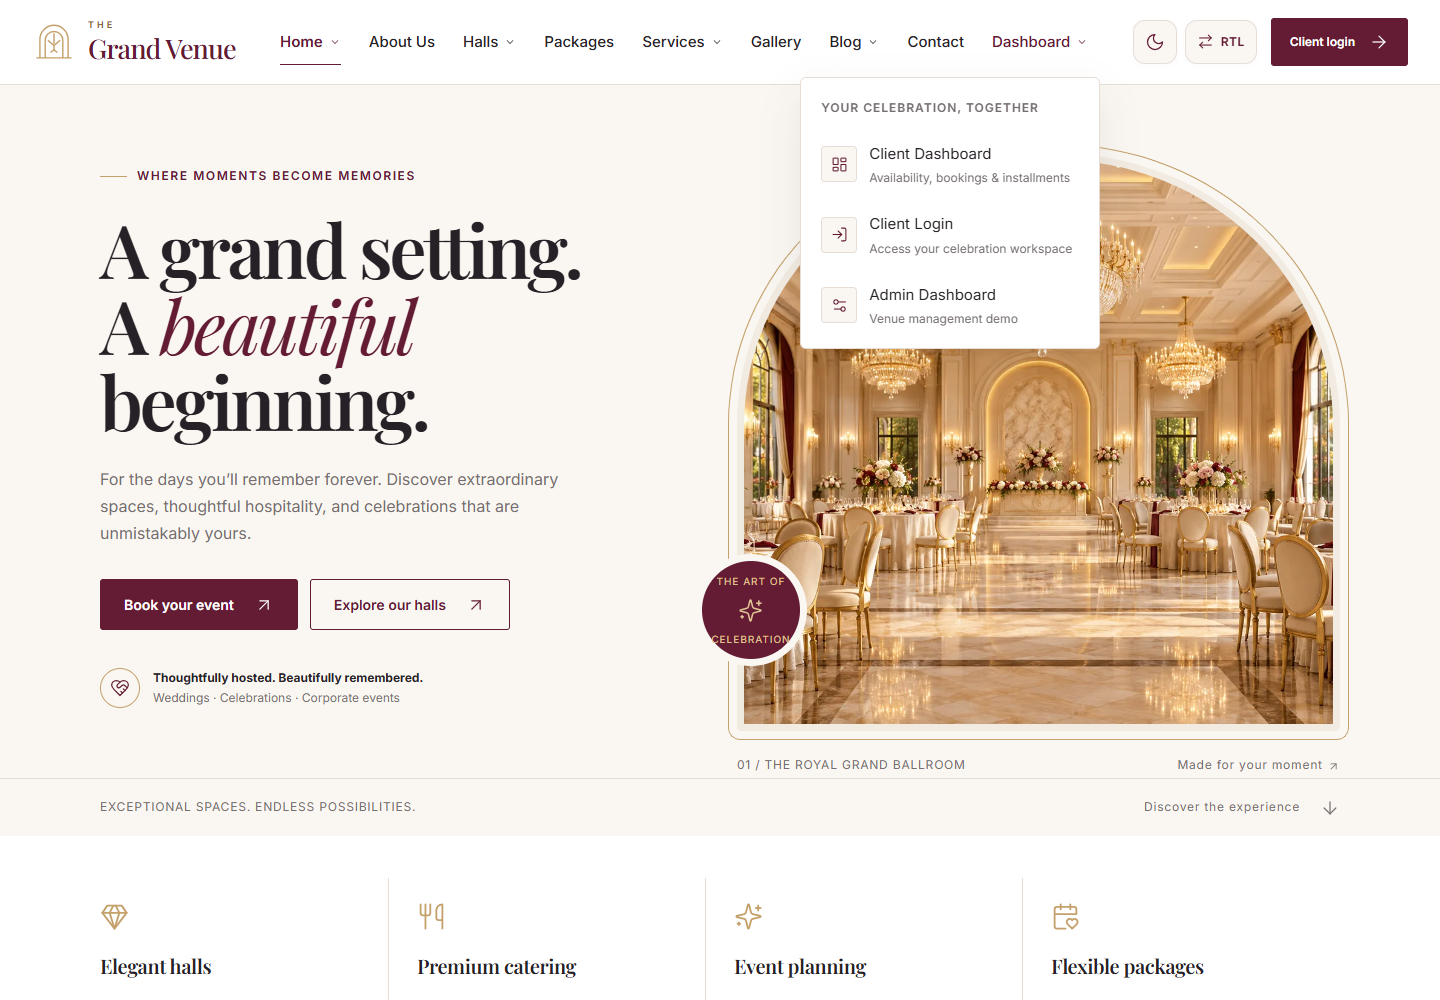 THE
Grand Venue
Home
About Us
Halls
Packages
Services
Gallery
Blog
Contact
Dashboard
RTL
Client login
YOUR CELEBRATION, TOGETHER
Client Dashboard
Availability, bookings & installments
Client Login
Access your celebration workspace
Admin Dashboard
Venue management demo
WHERE MOMENTS BECOME MEMORIES
A grand setting.
A beautiful
beginning.
For the days you’ll remember forever. Discover extraordinary
spaces, thoughtful hospitality, and celebrations that are
unmistakably yours.
Book your event
Explore our halls
Thoughtfully hosted. Beautifully remembered.
Weddings · Celebrations · Corporate events
THE ART OF
CELEBRATION
01 / THE ROYAL GRAND BALLROOM
Made for your moment
EXCEPTIONAL SPACES. ENDLESS POSSIBILITIES.
Discover the experience
Elegant halls
Premium catering
Event planning
Flexible packages